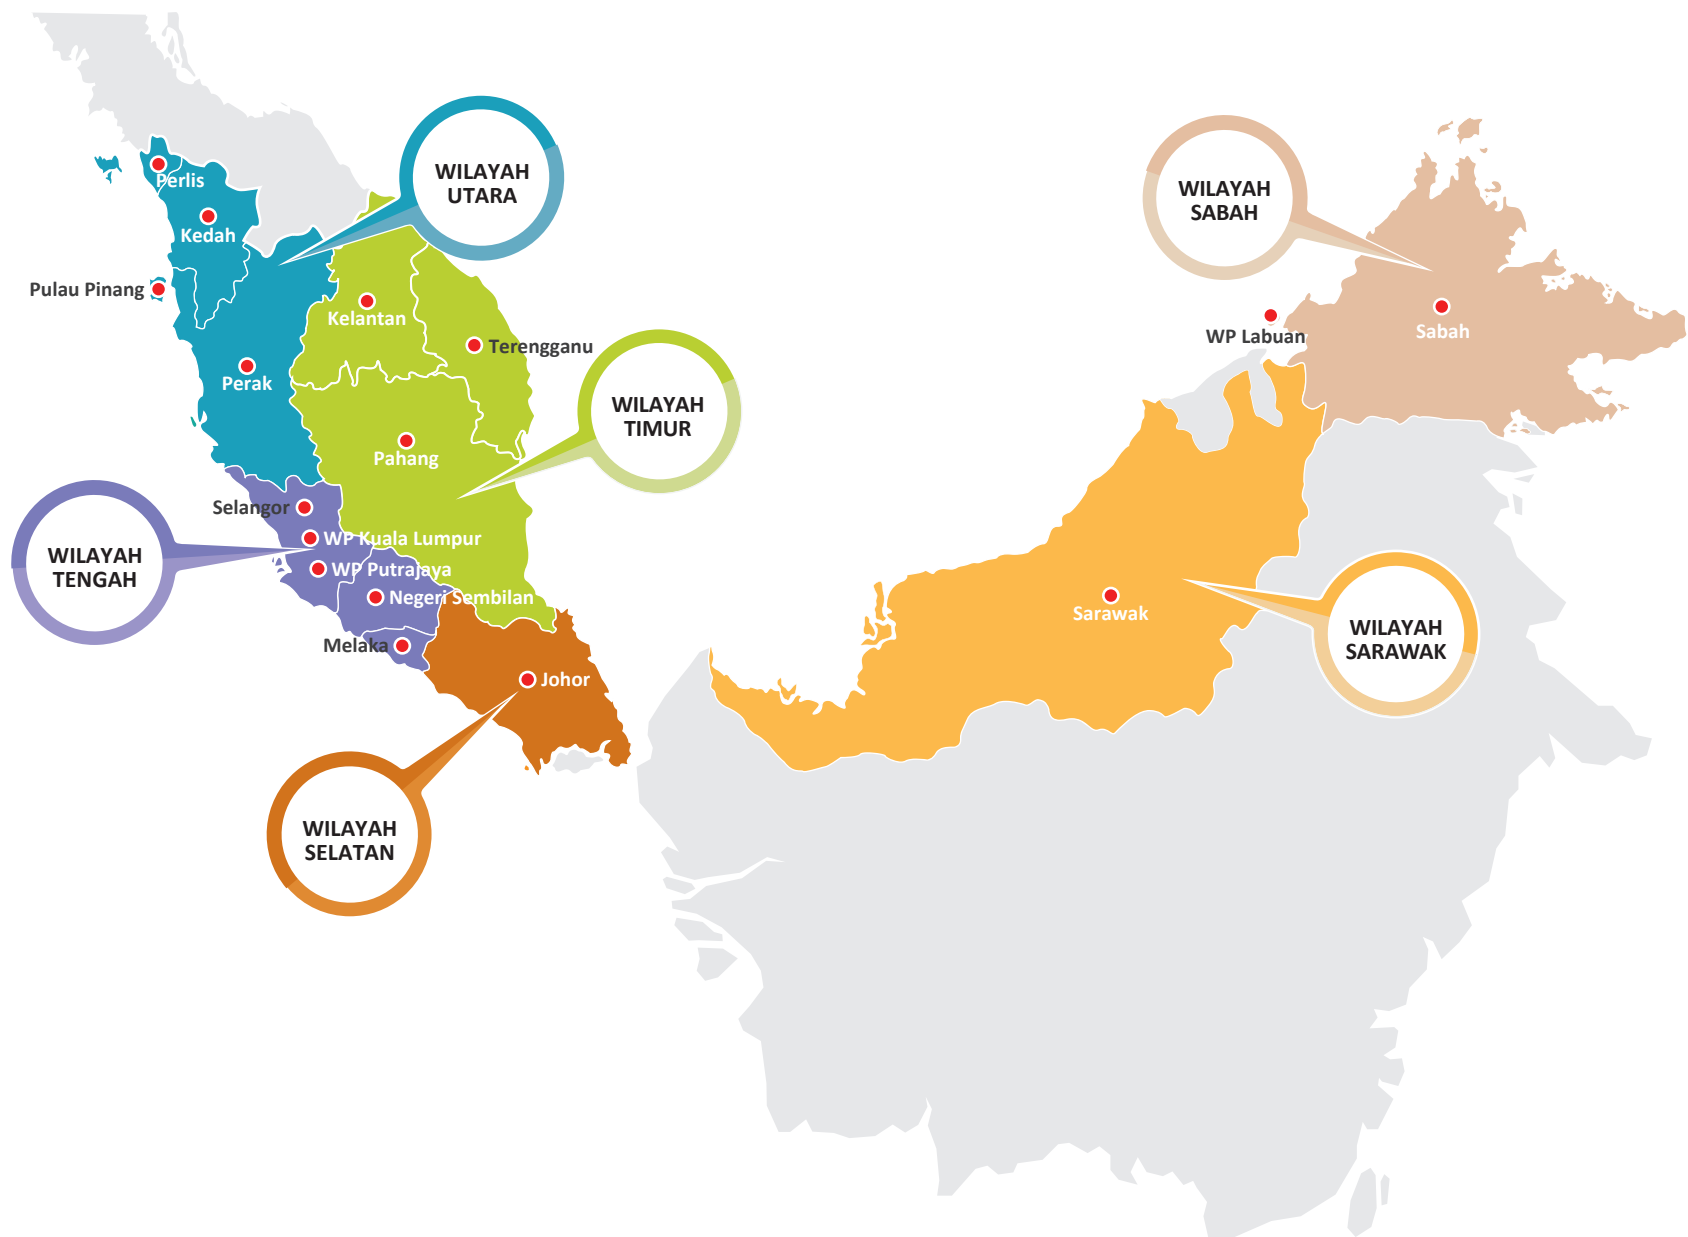 WILAYAH
UTARA
Perlis
Kedah
Pulau Pinang
Perak
Kelantan
Terengganu
WILAYAH
TIMUR
Pahang
Selangor
WP Kuala Lumpur
WILAYAH
TENGAH
WP Putrajaya
Negeri Sembilan
Melaka
Johor
WILAYAH
SELATAN
WILAYAH
SABAH
WP Labuan
Sabah
Sarawak
WILAYAH
SARAWAK